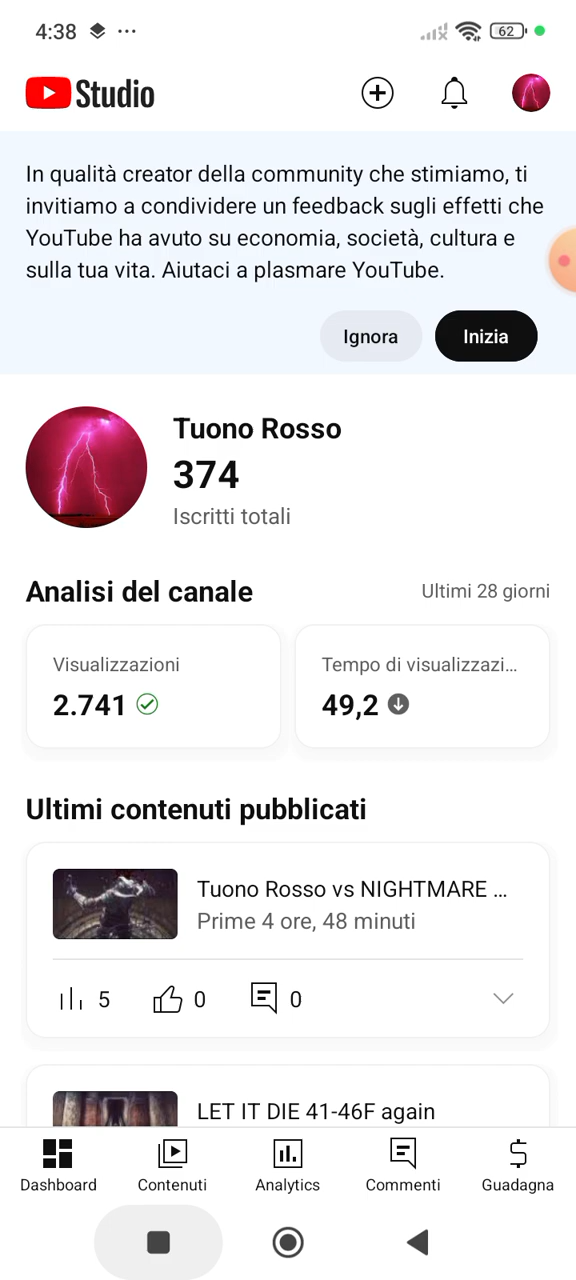 4:38
62
Studio
In qualità creator della community che stimiamo, ti
invitiamo a condividere un feedback sugli effetti che
YouTube ha avuto su economia, società, cultura e
sulla tua vita. Aiutaci a plasmare YouTube.
Ignora
Inizia
Tuono Rosso
374
Iscritti totali
Analisi del canale
Ultimi 28 giorni
Visualizzazioni
2.741
Tempo di visualizzazi...
49,2
Ultimi contenuti pubblicati
Tuono Rosso vs NIGHTMARE ...
Prime 4 ore, 48 minuti
5
0
0
LET IT DIE 41-46F again
Dashboard
Contenuti
Analytics
Commenti
Guadagna